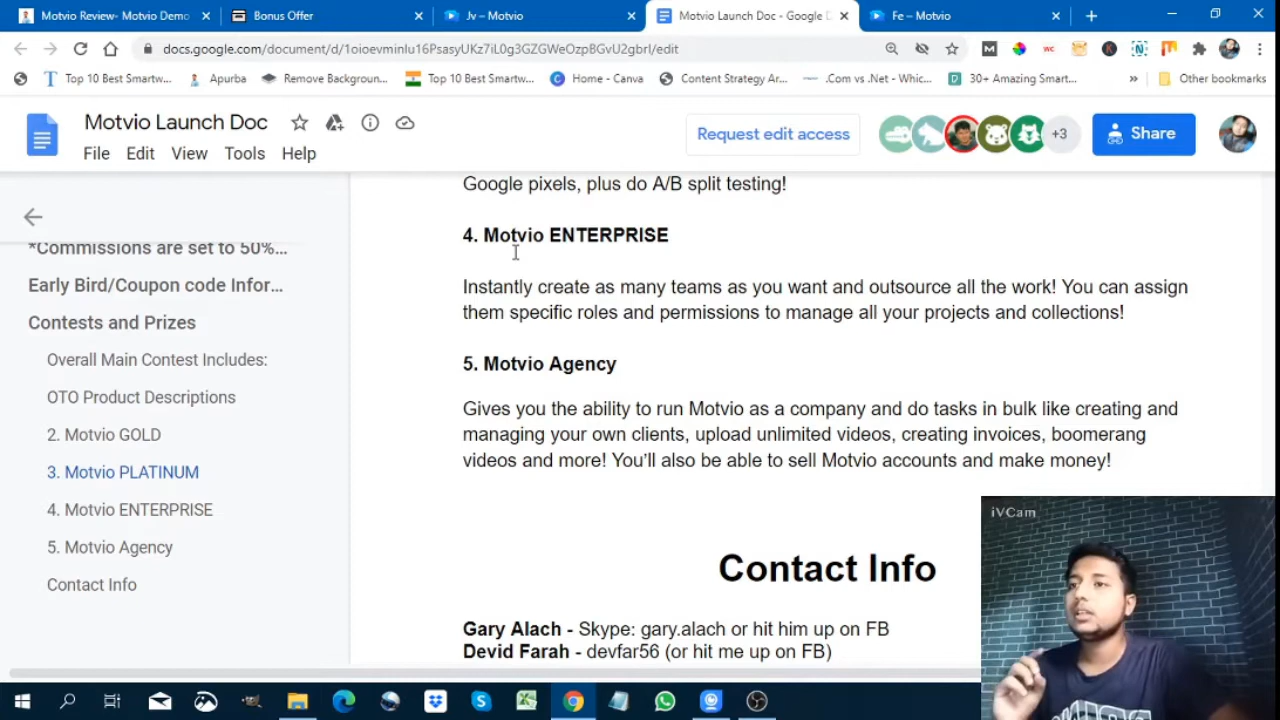 Motvio Review- Motvio Demo
Bonus Offer
Jv – Motvio
Motvio Launch Doc - Google D
Fe – Motvio
docs.google.com/document/d/1oioevminlu16PsasyUKz7iL0g3GZGWeOzpBGvU2gbrI/edit
Top 10 Best Smartw...
Apurba
Remove Backgroun...
Top 10 Best Smartw...
Home - Canva
Content Strategy Ar...
.Com vs .Net - Whic...
30+ Amazing Smart...
Other bookmarks
Motvio Launch Doc
Request edit access
+3
Share
File Edit View Tools Help
*Commissions are set to 50%...
Early Bird/Coupon code Infor...
Contests and Prizes
Overall Main Contest Includes:
OTO Product Descriptions
2. Motvio GOLD
3. Motvio PLATINUM
4. Motvio ENTERPRISE
5. Motvio Agency
Contact Info
Google pixels, plus do A/B split testing!
4. Motvio ENTERPRISE
Instantly create as many teams as you want and outsource all the work! You can assign
them specific roles and permissions to manage all your projects and collections!
5. Motvio Agency
Gives you the ability to run Motvio as a company and do tasks in bulk like creating and
managing your own clients, upload unlimited videos, creating invoices, boomerang
videos and more! You’ll also be able to sell Motvio accounts and make money!
Contact Info
Gary Alach - Skype: gary.alach or hit him up on FB
Devid Farah - devfar56 (or hit me up on FB)
iVCam